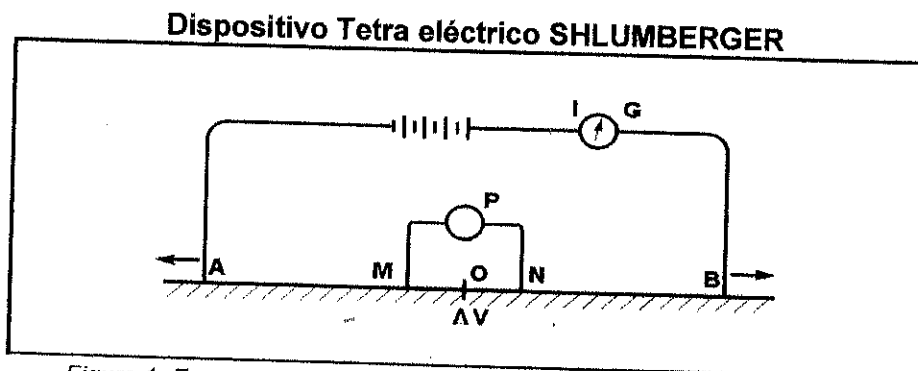 Dispositivo Tetra eléctrico SHLUMBERGER
I G
P
A M O N B
ΔV